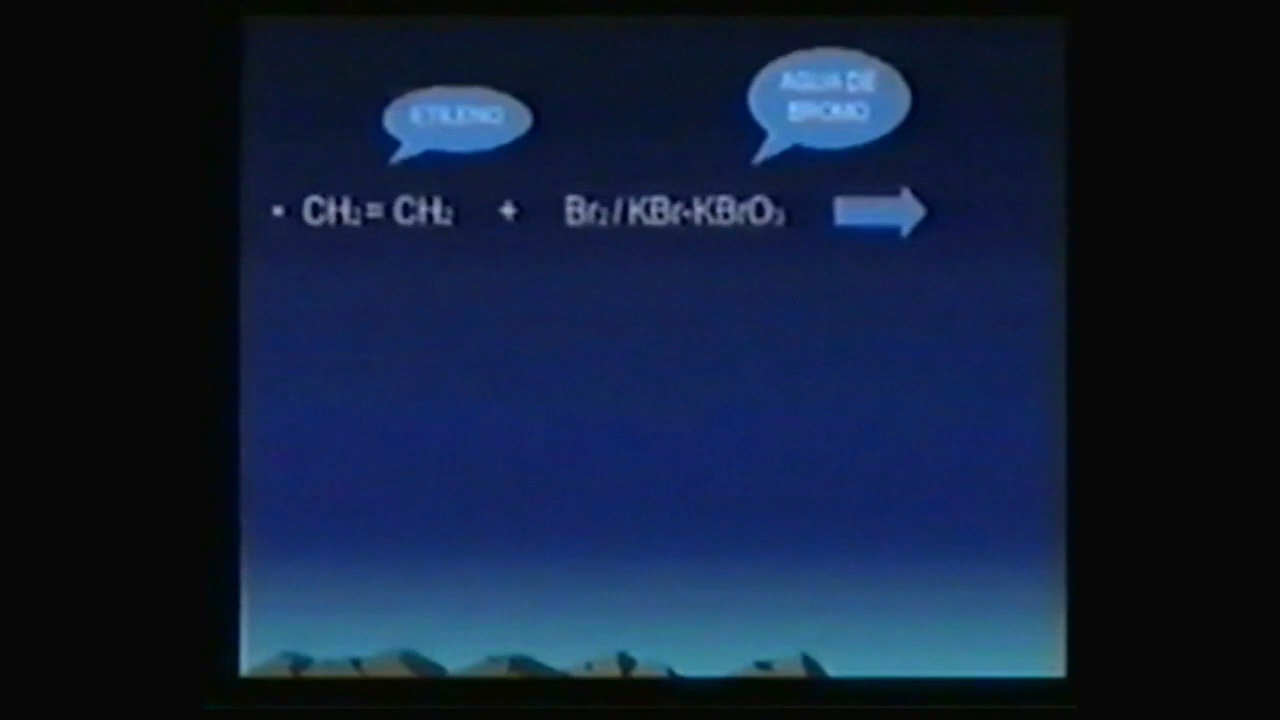 ETILENO
AGUA DE
BROMO
• CH₂ = CH₂ + Br₂ / KBr-KBrO₃